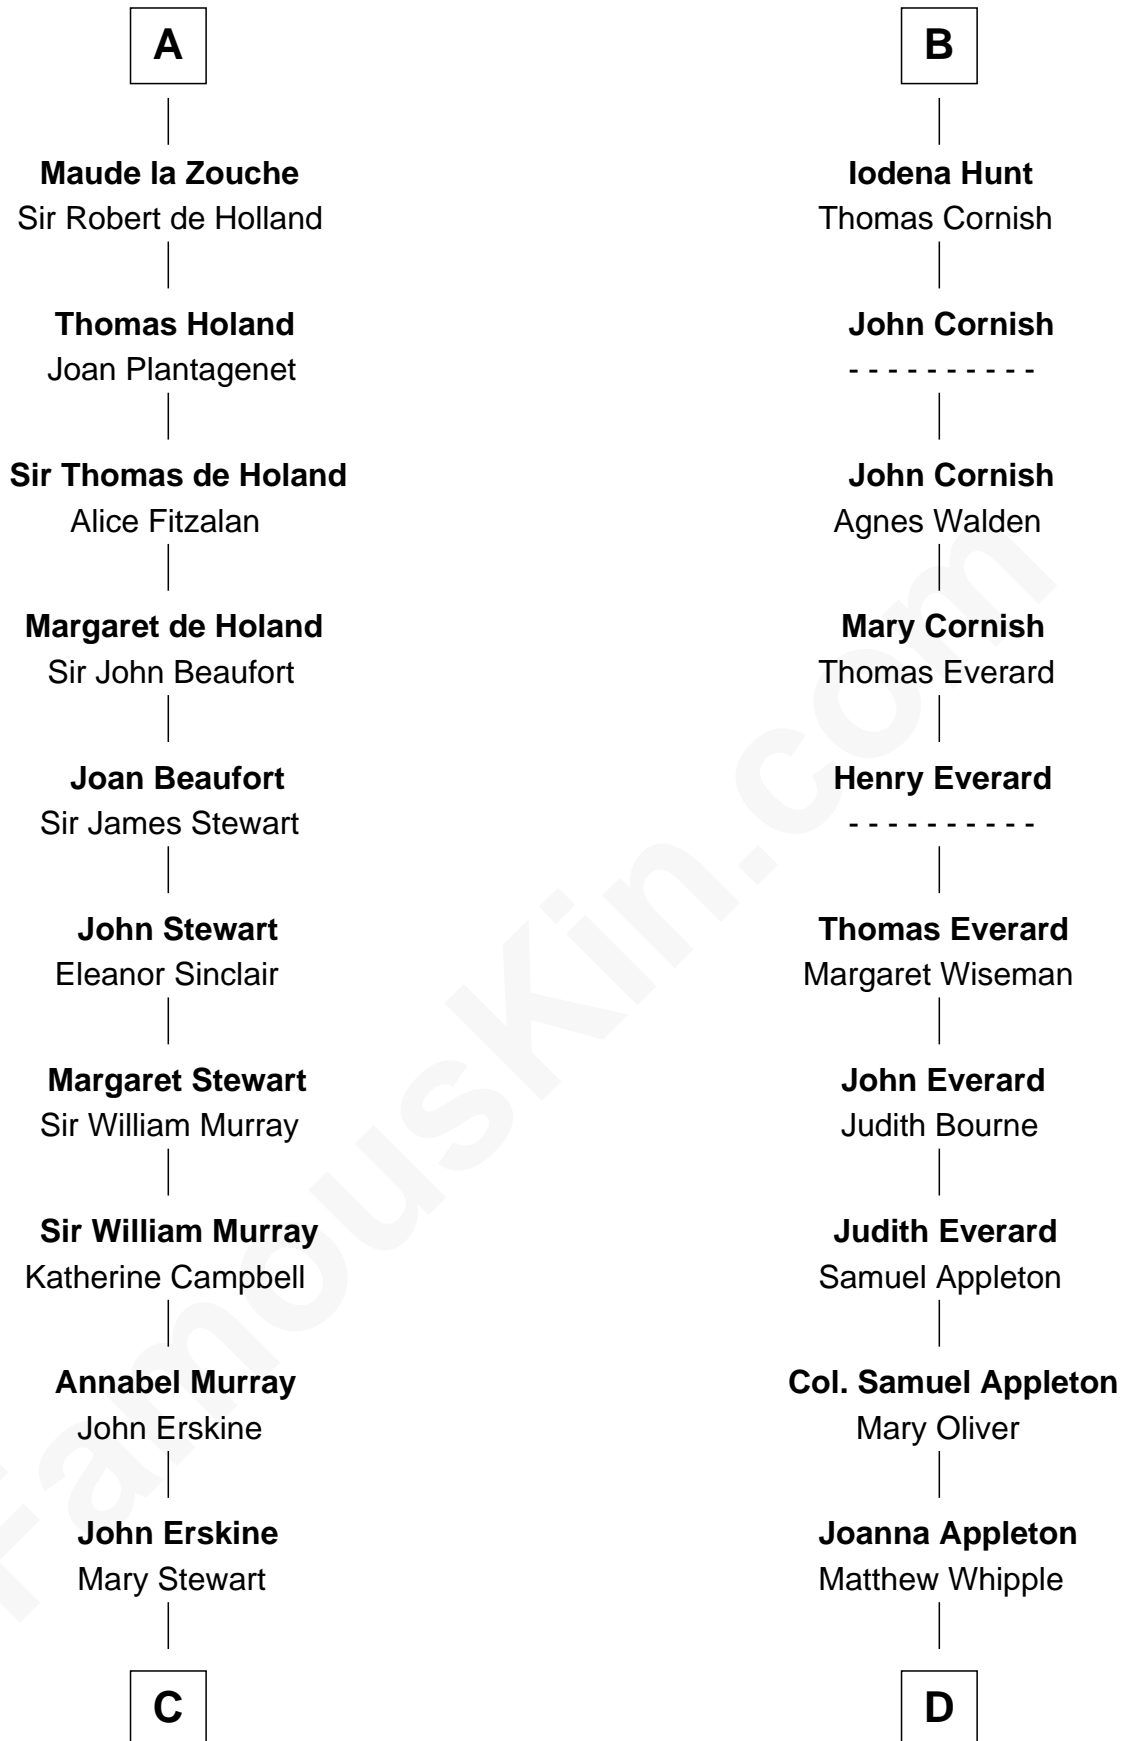 A
Maude la Zouche
Sir Robert de Holland
Thomas Holand
Joan Plantagenet
Sir Thomas de Holand
Alice Fitzalan
Margaret de Holand
Sir John Beaufort
Joan Beaufort
Sir James Stewart
John Stewart
Eleanor Sinclair
Margaret Stewart
Sir William Murray
Sir William Murray
Katherine Campbell
Annabel Murray
John Erskine
John Erskine
Mary Stewart
C
B
Iodena Hunt
Thomas Cornish
John Cornish
- - - - - - - - - -
John Cornish
Agnes Walden
Mary Cornish
Thomas Everard
Henry Everard
- - - - - - - - - -
Thomas Everard
Margaret Wiseman
John Everard
Judith Bourne
Judith Everard
Samuel Appleton
Col. Samuel Appleton
Mary Oliver
Joanna Appleton
Matthew Whipple
D
FamousKin.com